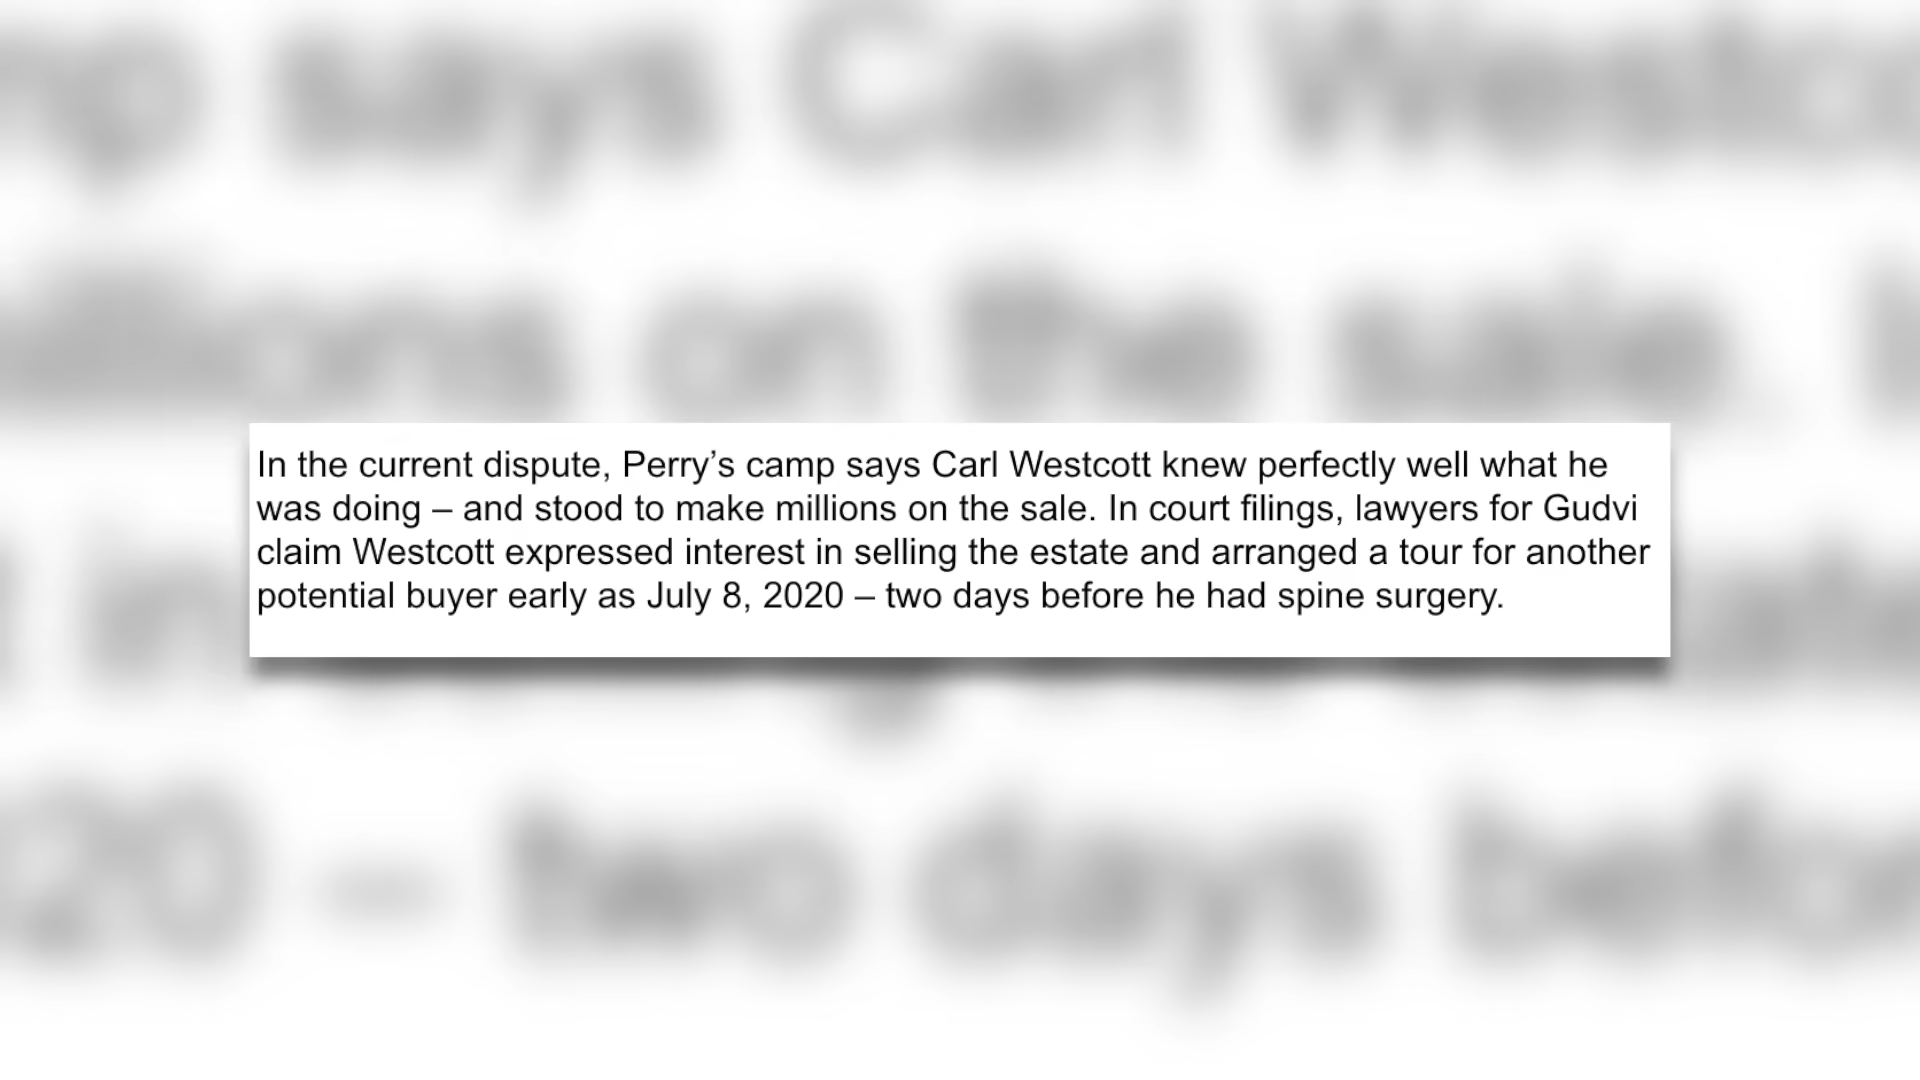 In the current dispute, Perry’s camp says Carl Westcott knew perfectly well what he
was doing – and stood to make millions on the sale. In court filings, lawyers for Gudvi
claim Westcott expressed interest in selling the estate and arranged a tour for another
potential buyer early as July 8, 2020 – two days before he had spine surgery.